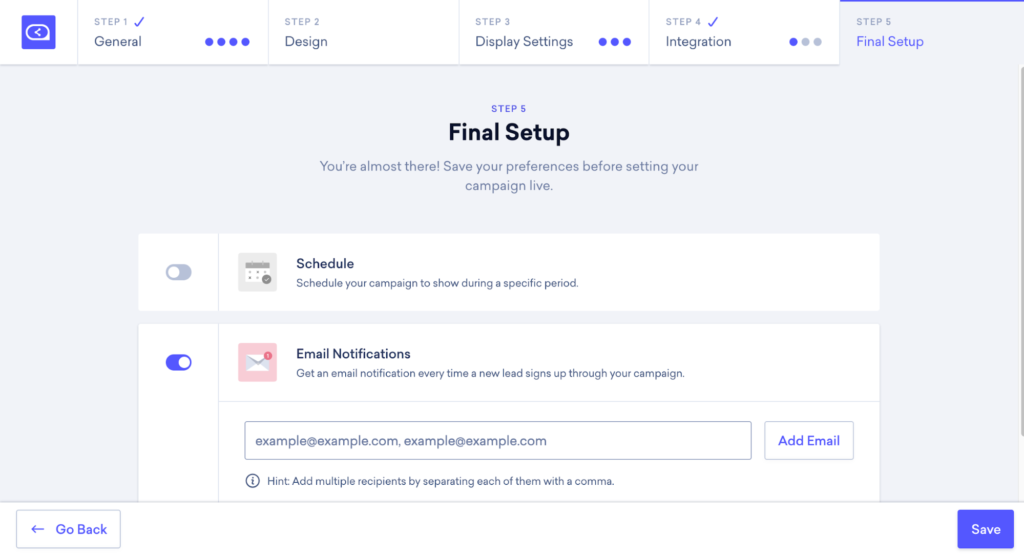 STEP 1
General
STEP 2
Design
STEP 3
Display Settings
STEP 4
Integration
STEP 5
Final Setup
STEP 5
Final Setup
You're almost there! Save your preferences before setting your
campaign live.
Schedule
Schedule your campaign to show during a specific period.
Email Notifications
Get an email notification every time a new lead signs up through your campaign.
example@example.com, example@example.com
Add Email
Hint: Add multiple recipients by separating each of them with a comma.
Go Back
Save